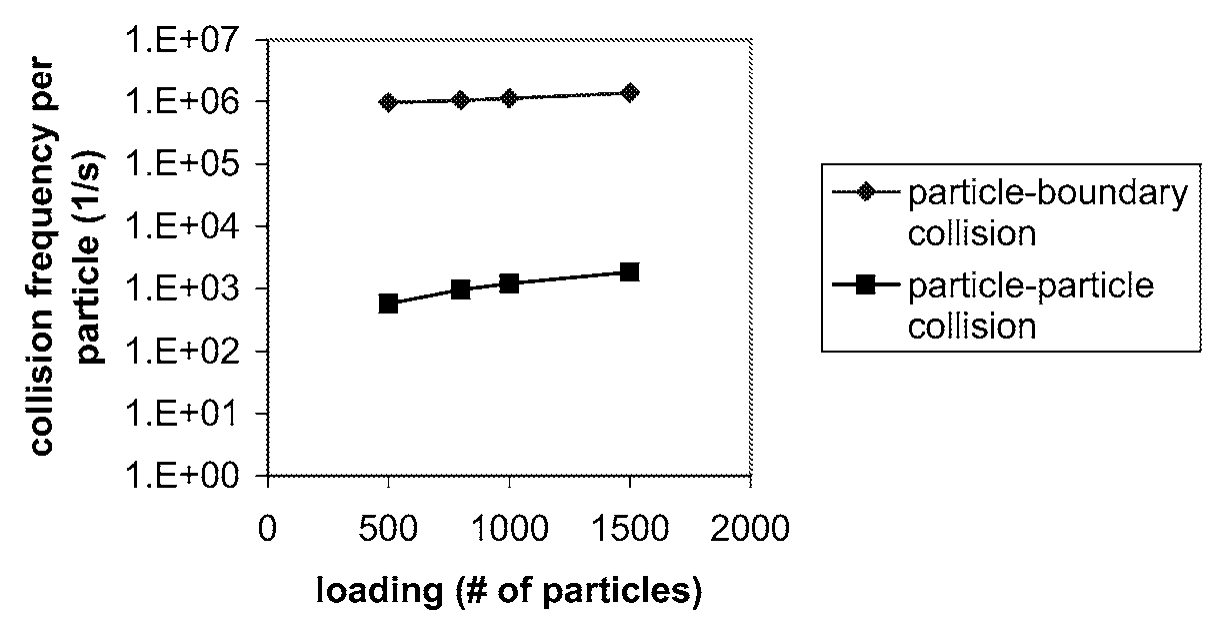 collision frequency per
particle (1/s)
1.E+07
1.E+06
1.E+05
1.E+04
1.E+03
1.E+02
1.E+01
1.E+00
0 500 1000 1500 2000
loading (# of particles)
particle-boundary
collision
particle-particle
collision